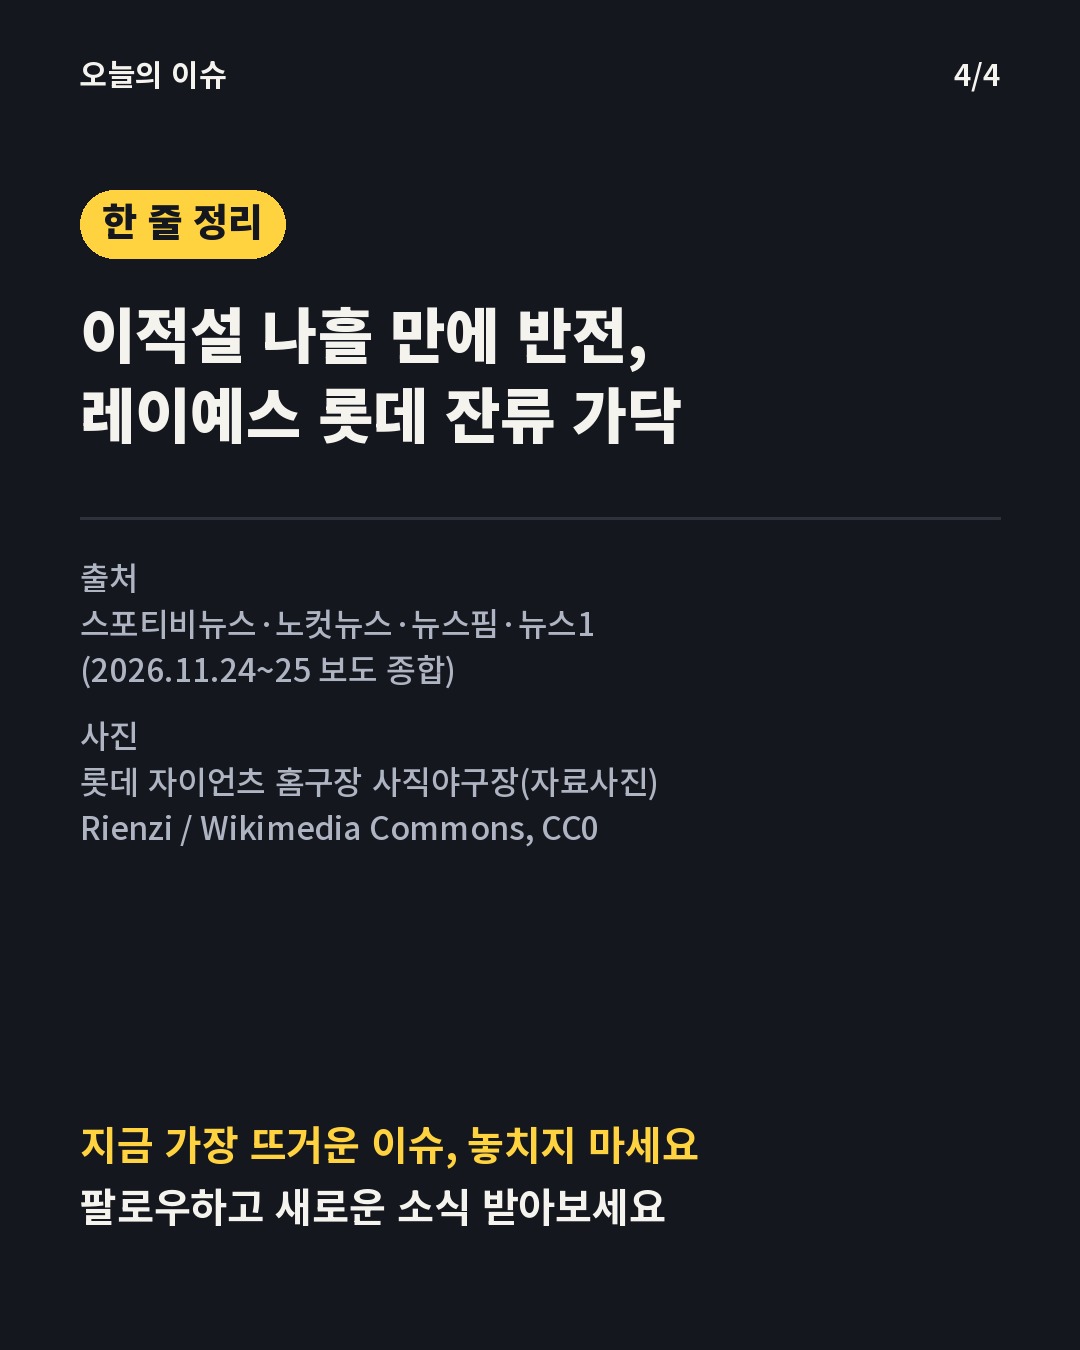 오늘의 이슈
4/4
한 줄 정리
이적설 나흘 만에 반전,
레이예스 롯데 잔류 가닥
출처
스포티비뉴스·노컷뉴스·뉴스핌·뉴스1
(2026.11.24~25 보도 종합)
사진
롯데 자이언츠 홈구장 사직야구장(자료사진)
Rienzi / Wikimedia Commons, CC0
지금 가장 뜨거운 이슈, 놓치지 마세요
팔로우하고 새로운 소식 받아보세요